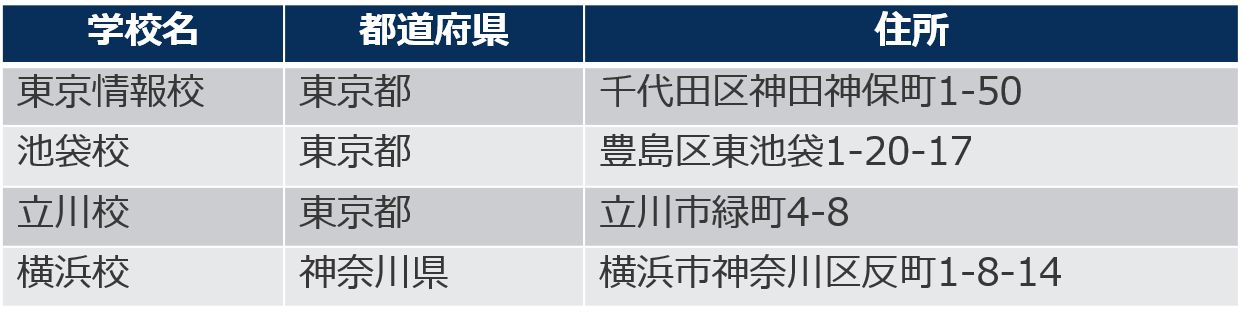 学校名 都道府県 住所
東京情報校 東京都 千代田区神田神保町1-50
池袋校 東京都 豊島区東池袋1-20-17
立川校 東京都 立川市緑町4-8
横浜校 神奈川県 横浜市神奈川区反町1-8-14